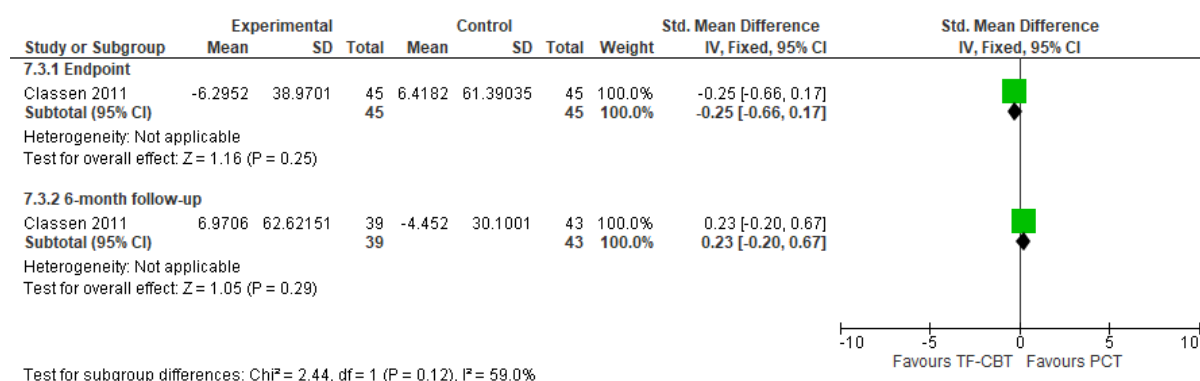 Experimental Control Std. Mean Difference Std. Mean Difference
Study or Subgroup Mean SD Total Mean SD Total Weight IV, Fixed, 95% CI IV, Fixed, 95% CI
7.3.1 Endpoint
Classen 2011 -6.2952 38.9701 45 6.4182 61.39035 45 100.0% -0.25 [-0.66, 0.17]
Subtotal (95% CI) 45 45 100.0% -0.25 [-0.66, 0.17]
Heterogeneity: Not applicable
Test for overall effect: Z = 1.16 (P = 0.25)
7.3.2 6-month follow-up
Classen 2011 6.9706 62.62151 39 -4.452 30.1001 43 100.0% 0.23 [-0.20, 0.67]
Subtotal (95% CI) 39 43 100.0% 0.23 [-0.20, 0.67]
Heterogeneity: Not applicable
Test for overall effect: Z = 1.05 (P = 0.29)
-10 -5 0 5 10
Favours TF-CBT Favours PCT
Test for subgroup differences: Chi² = 2.44, df = 1 (P = 0.12), I² = 59.0%